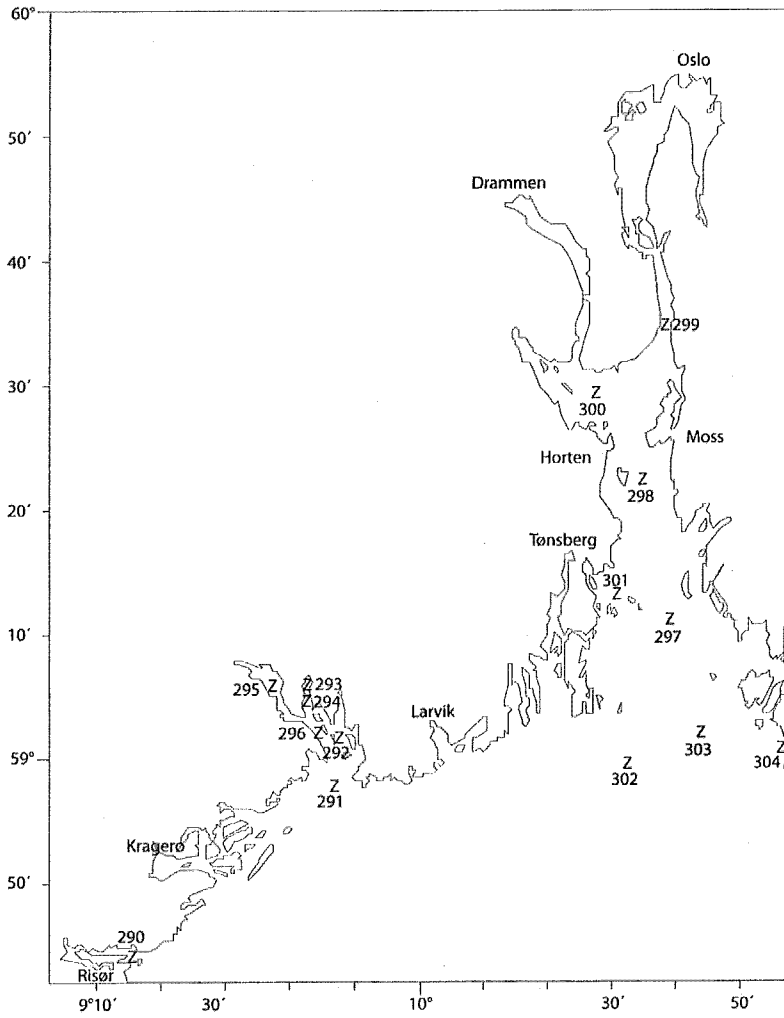 60°
Oslo
50′
Drammen
40′
Z 299
30′
Z
300
Moss
Horten
Z
298
20′
Tønsberg
301
Z
Z
297
10′
295 Z
Z 293
Z 294
Larvik
296 Z
Z
292
Z
303
59°
Z
302
Z
304
Z
291
Kragerø
50′
290
Z
Risør
9°10′ 30′ 10° 30′ 50′